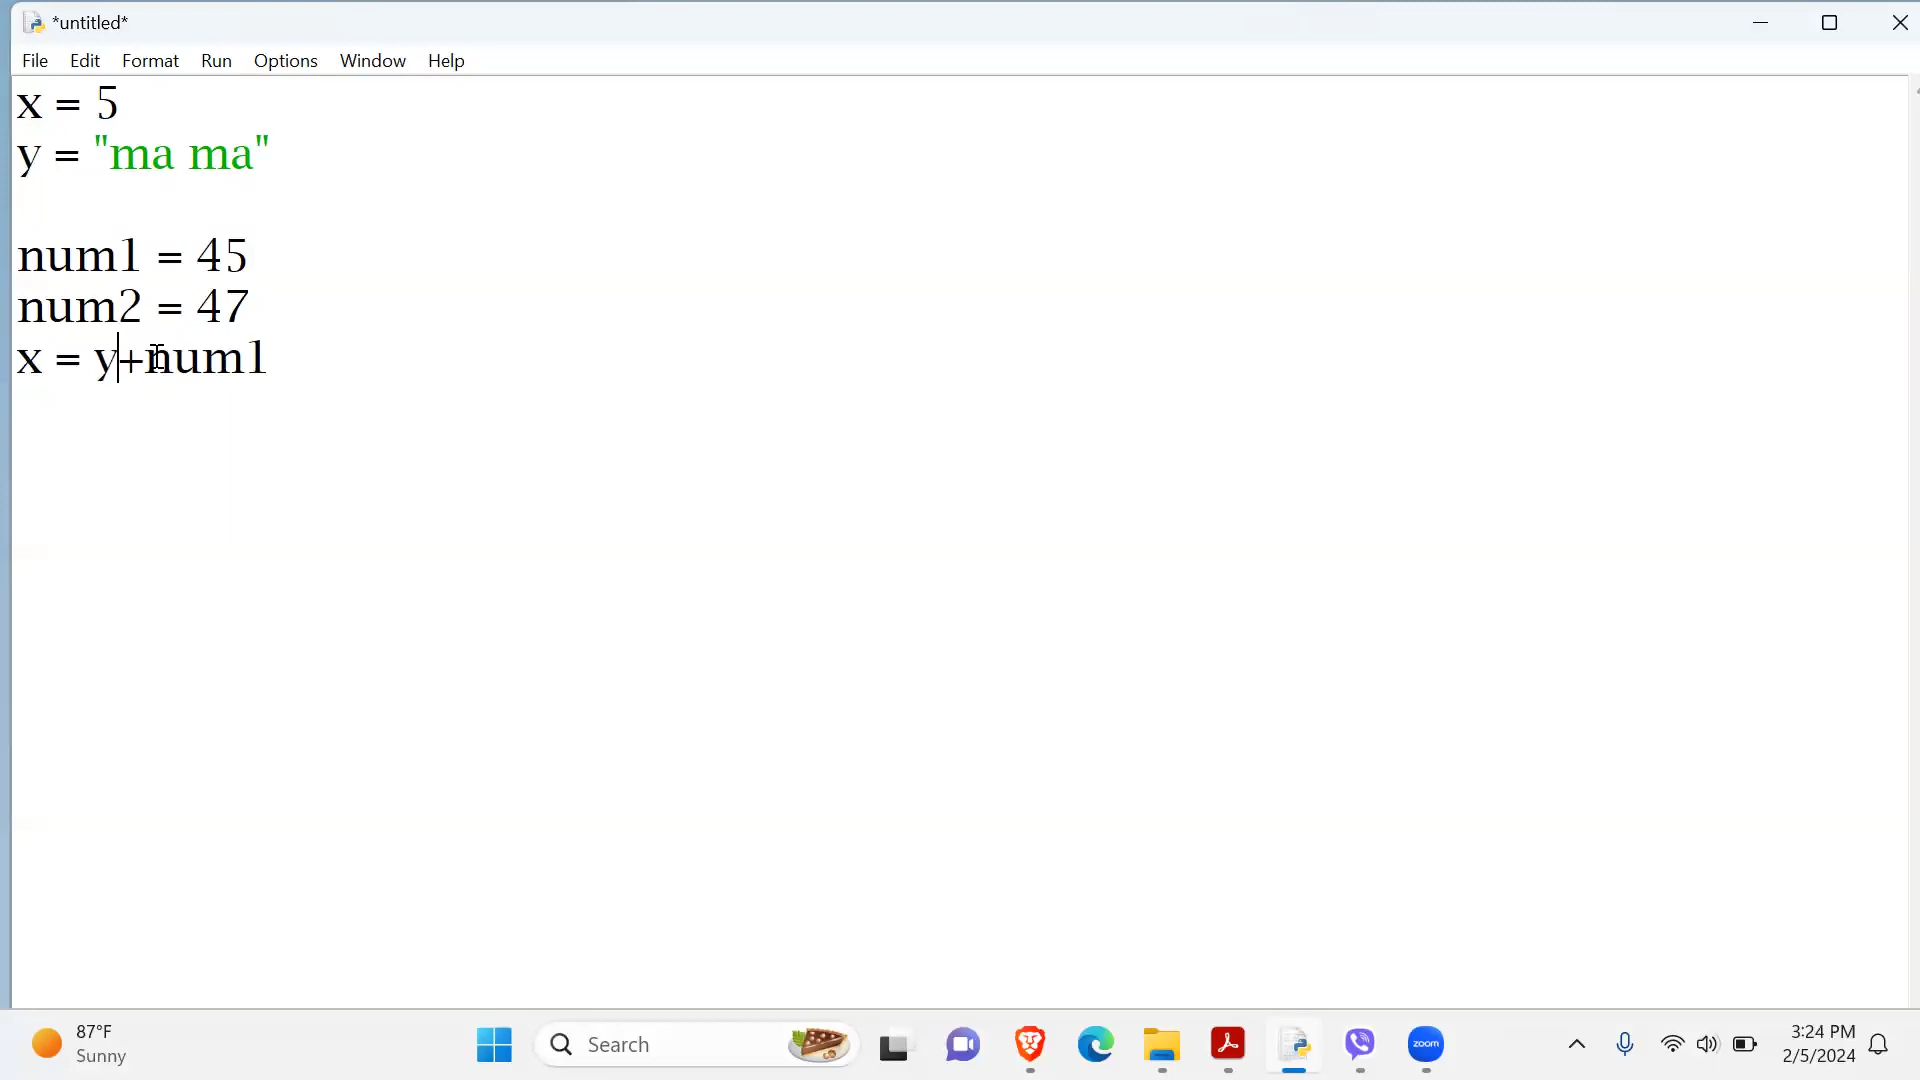 *untitled*
File Edit Format Run Options Window Help
x = 5
y = "ma ma"
num1 = 45
num2 = 47
x = y+num1
87°F
Sunny
Search
zoom
3:24 PM
2/5/2024